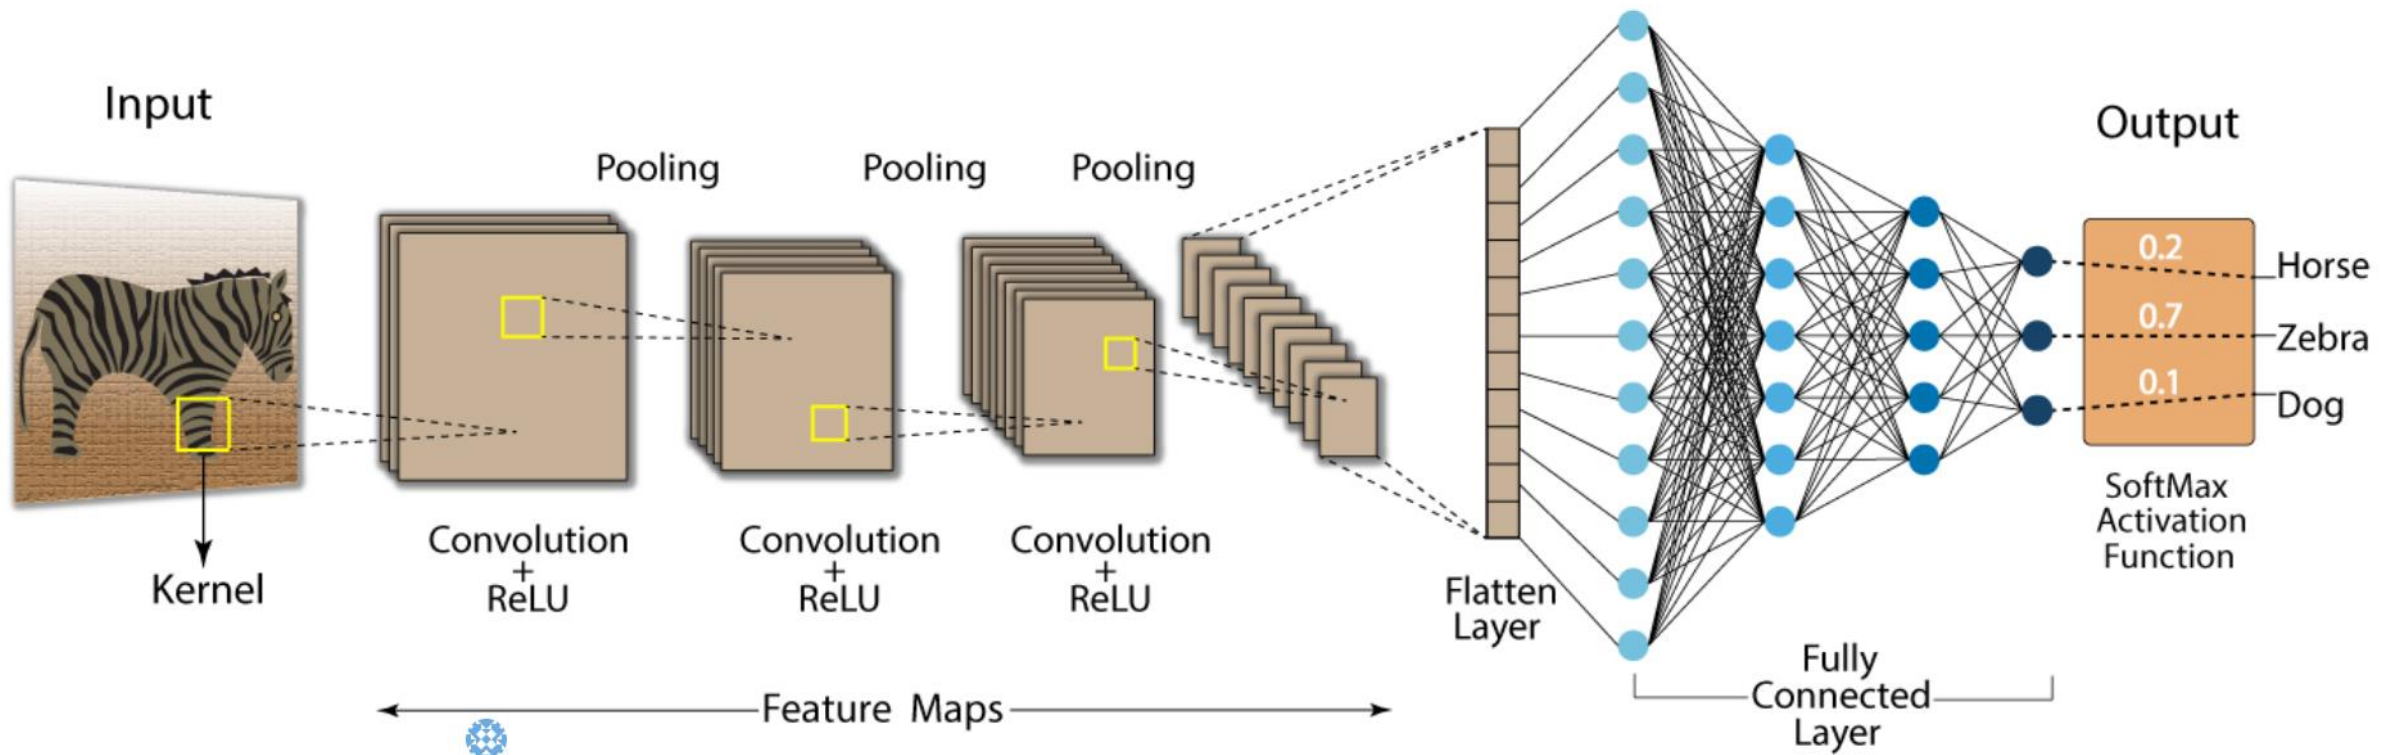 Input
Output
Pooling
Pooling
Pooling
0.2
Horse
0.7
Zebra
0.1
Dog
SoftMax
Activation
Function
Convolution
+
ReLU
Convolution
+
ReLU
Convolution
+
ReLU
Kernel
Flatten
Layer
Fully
Connected
Layer
Feature Maps